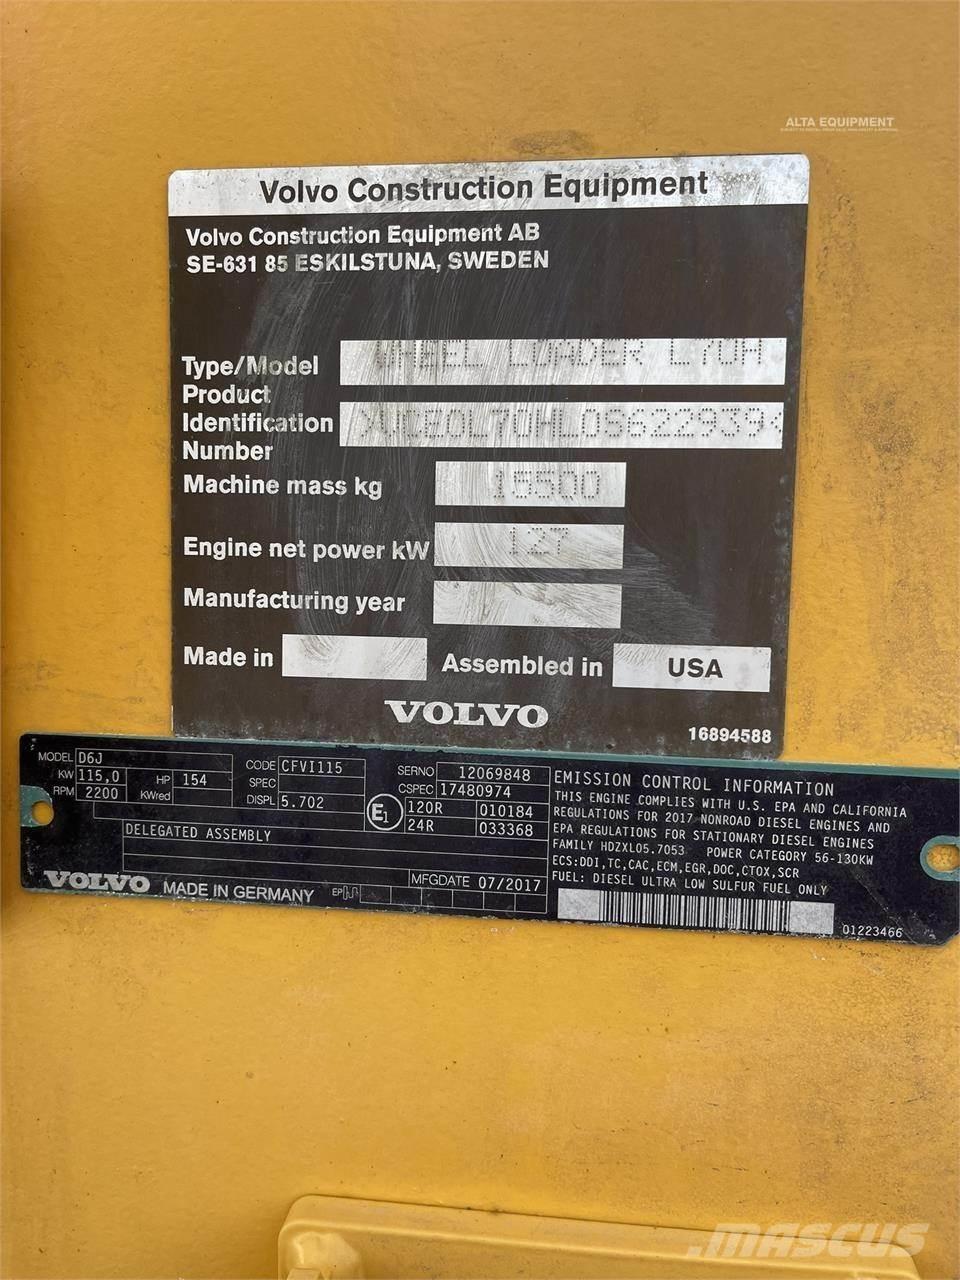 ALTA EQUIPMENT
Volvo Construction Equipment
Volvo Construction Equipment AB
SE-631 85 ESKILSTUNA, SWEDEN
Type/Model WHEEL LOADER L70H
Product
Identification
Number
Machine mass kg
Engine net power kW 127
Manufacturing year
Made in Assembled in USA
VOLVO
16894588
MODEL D6J
KW 115,0 HP 154
RPM 2200 KWred
CODE CFVI115
SPEC
DISPL 5.702
SERNO 12069848
CSPEC 17480974
E1 120R 010184
24R 033368
DELEGATED ASSEMBLY
MFGDATE 07/2017
VOLVO MADE IN GERMANY EP
EMISSION CONTROL INFORMATION
THIS ENGINE COMPLIES WITH U.S. EPA AND CALIFORNIA
REGULATIONS FOR 2017 NONROAD DIESEL ENGINES AND
EPA REGULATIONS FOR STATIONARY DIESEL ENGINES
FAMILY HDZXL05.7053 POWER CATEGORY 56-130KW
ECS:DDI,TC,CAC,ECM,EGR,DOC,CTOX,SCR
FUEL: DIESEL ULTRA LOW SULFUR FUEL ONLY
01223466
MASCUS